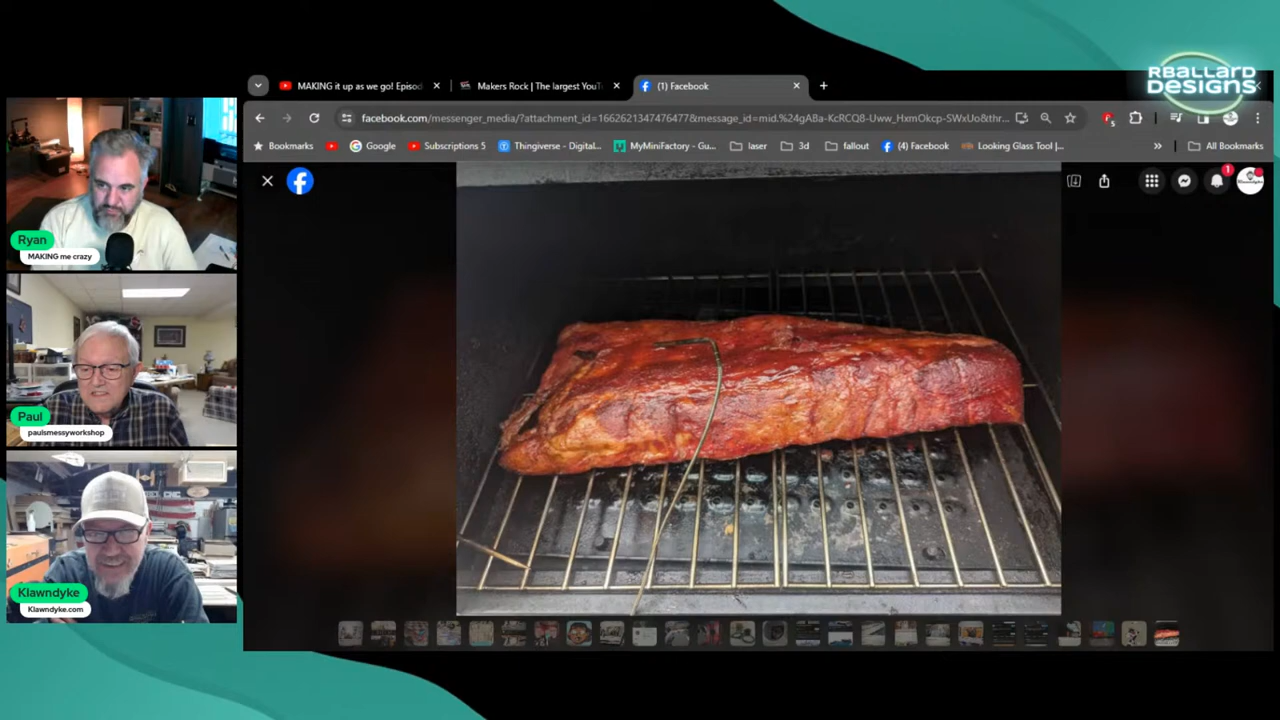 RBALLARD
DESIGNS
MAKING it up as we go! Episod
Makers Rock | The largest YouT
(1) Facebook
facebook.com/messenger_media/?attachment_id=1662621347476477&message_id=mid.%24gABa-KcRCQ8-Uww_HxmOkcp-SWxUo&thr...
Bookmarks
Google
Subscriptions 5
Thingiverse - Digital...
MyMiniFactory - Gu...
laser
3d
fallout
(4) Facebook
Looking Glass Tool |...
» All Bookmarks
5
1
Ryan
MAKING me crazy
Paul
paulsmessyworkshop
Klawndyke
Klawndyke.com